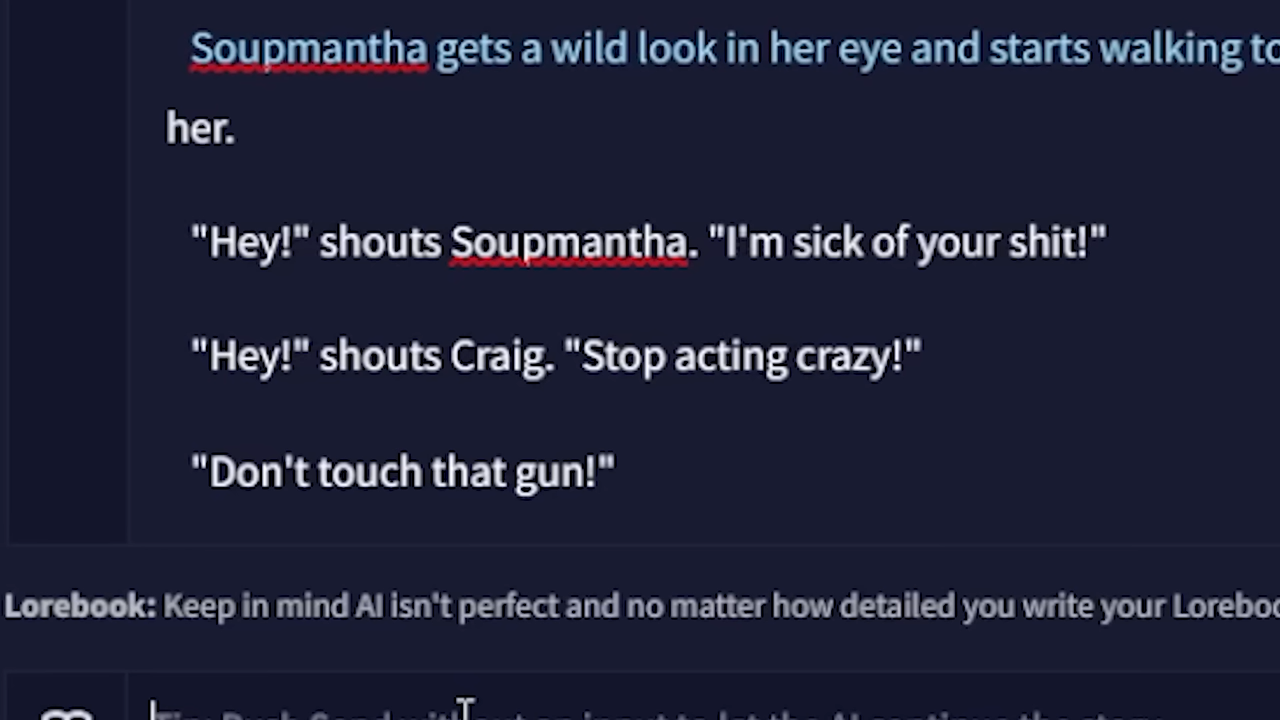 Soupmantha gets a wild look in her eye and starts walking to
her.
"Hey!" shouts Soupmantha. "I'm sick of your shit!"
"Hey!" shouts Craig. "Stop acting crazy!"
"Don't touch that gun!"
Lorebook: Keep in mind AI isn't perfect and no matter how detailed you write your